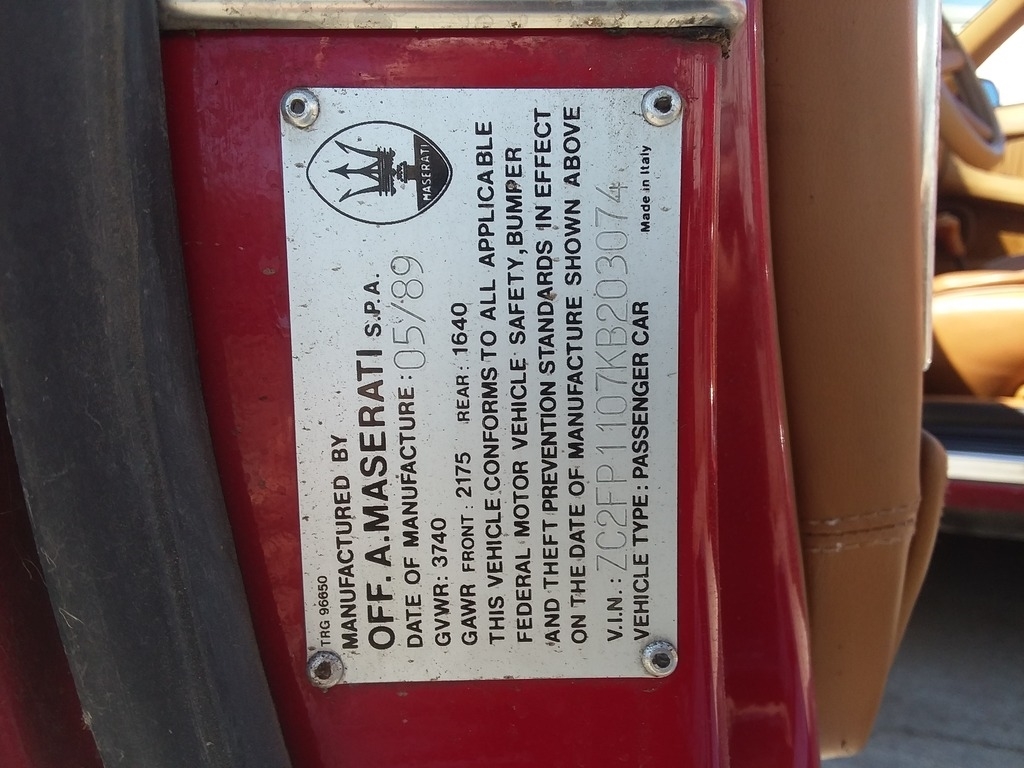 TRG 96650
MANUFACTURED BY
OFF. A. MASERATI S.P.A.
DATE OF MANUFACTURE: 05/89
GVWR: 3740
GAWR FRONT: 2175 REAR: 1640
THIS VEHICLE CONFORMS TO ALL APPLICABLE
FEDERAL MOTOR VEHICLE SAFETY, BUMPER
AND THEFT PREVENTION STANDARDS IN EFFECT
ON THE DATE OF MANUFACTURE SHOWN ABOVE
V.I.N.: ZC2FP1107KB203074
VEHICLE TYPE: PASSENGER CAR
Made in Italy
MASERATI